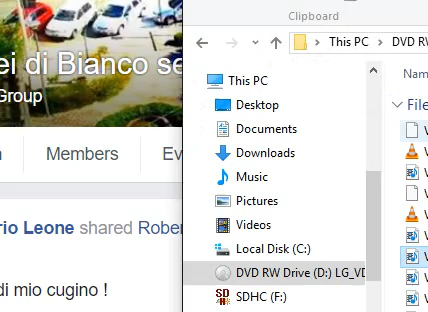 ei di Bianco se
Group
Members
Ev
rio Leone shared Rober
di mio cugino !
Clipboard
This PC
DVD RW
This PC
Desktop
Documents
Downloads
Music
Pictures
Videos
Local Disk (C:)
DVD RW Drive (D:) LG_VD
SDHC (F:)
Nam
File